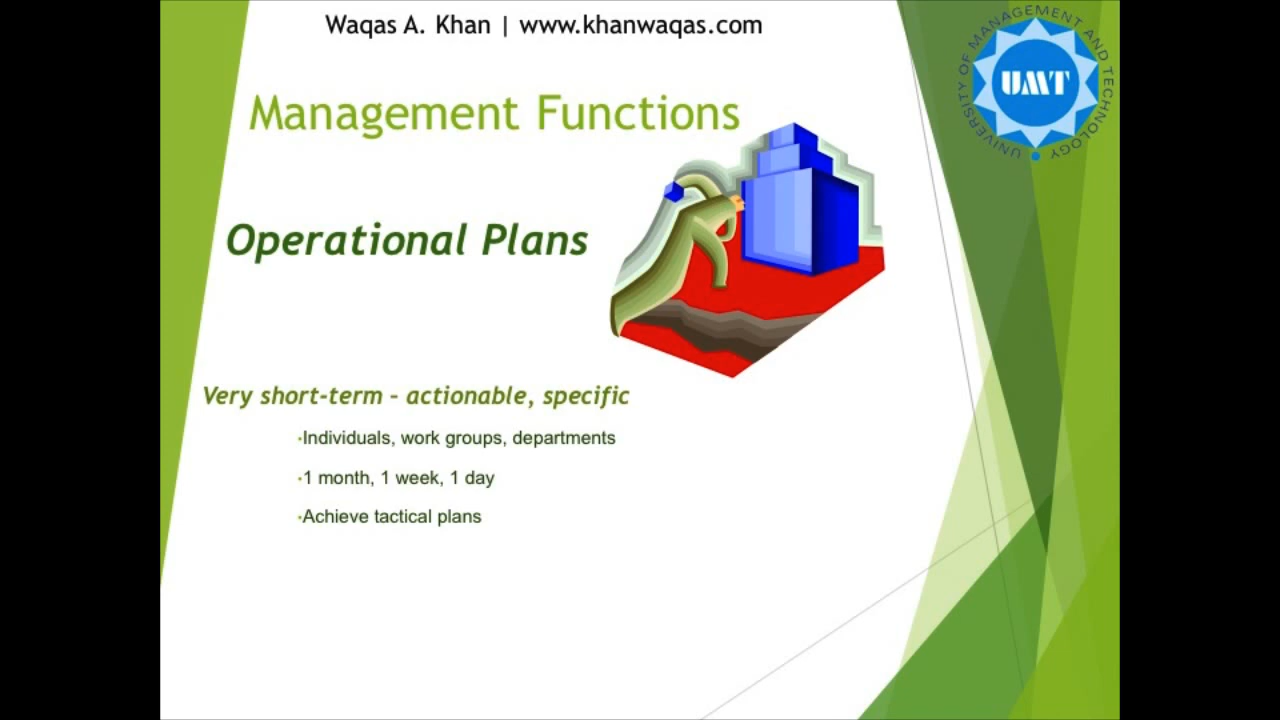 Waqas A. Khan | www.khanwaqas.com
UNIVERSITY OF MANAGEMENT AND TECHNOLOGY
UMT
Management Functions
Operational Plans
Very short-term – actionable, specific
•Individuals, work groups, departments
•1 month, 1 week, 1 day
•Achieve tactical plans